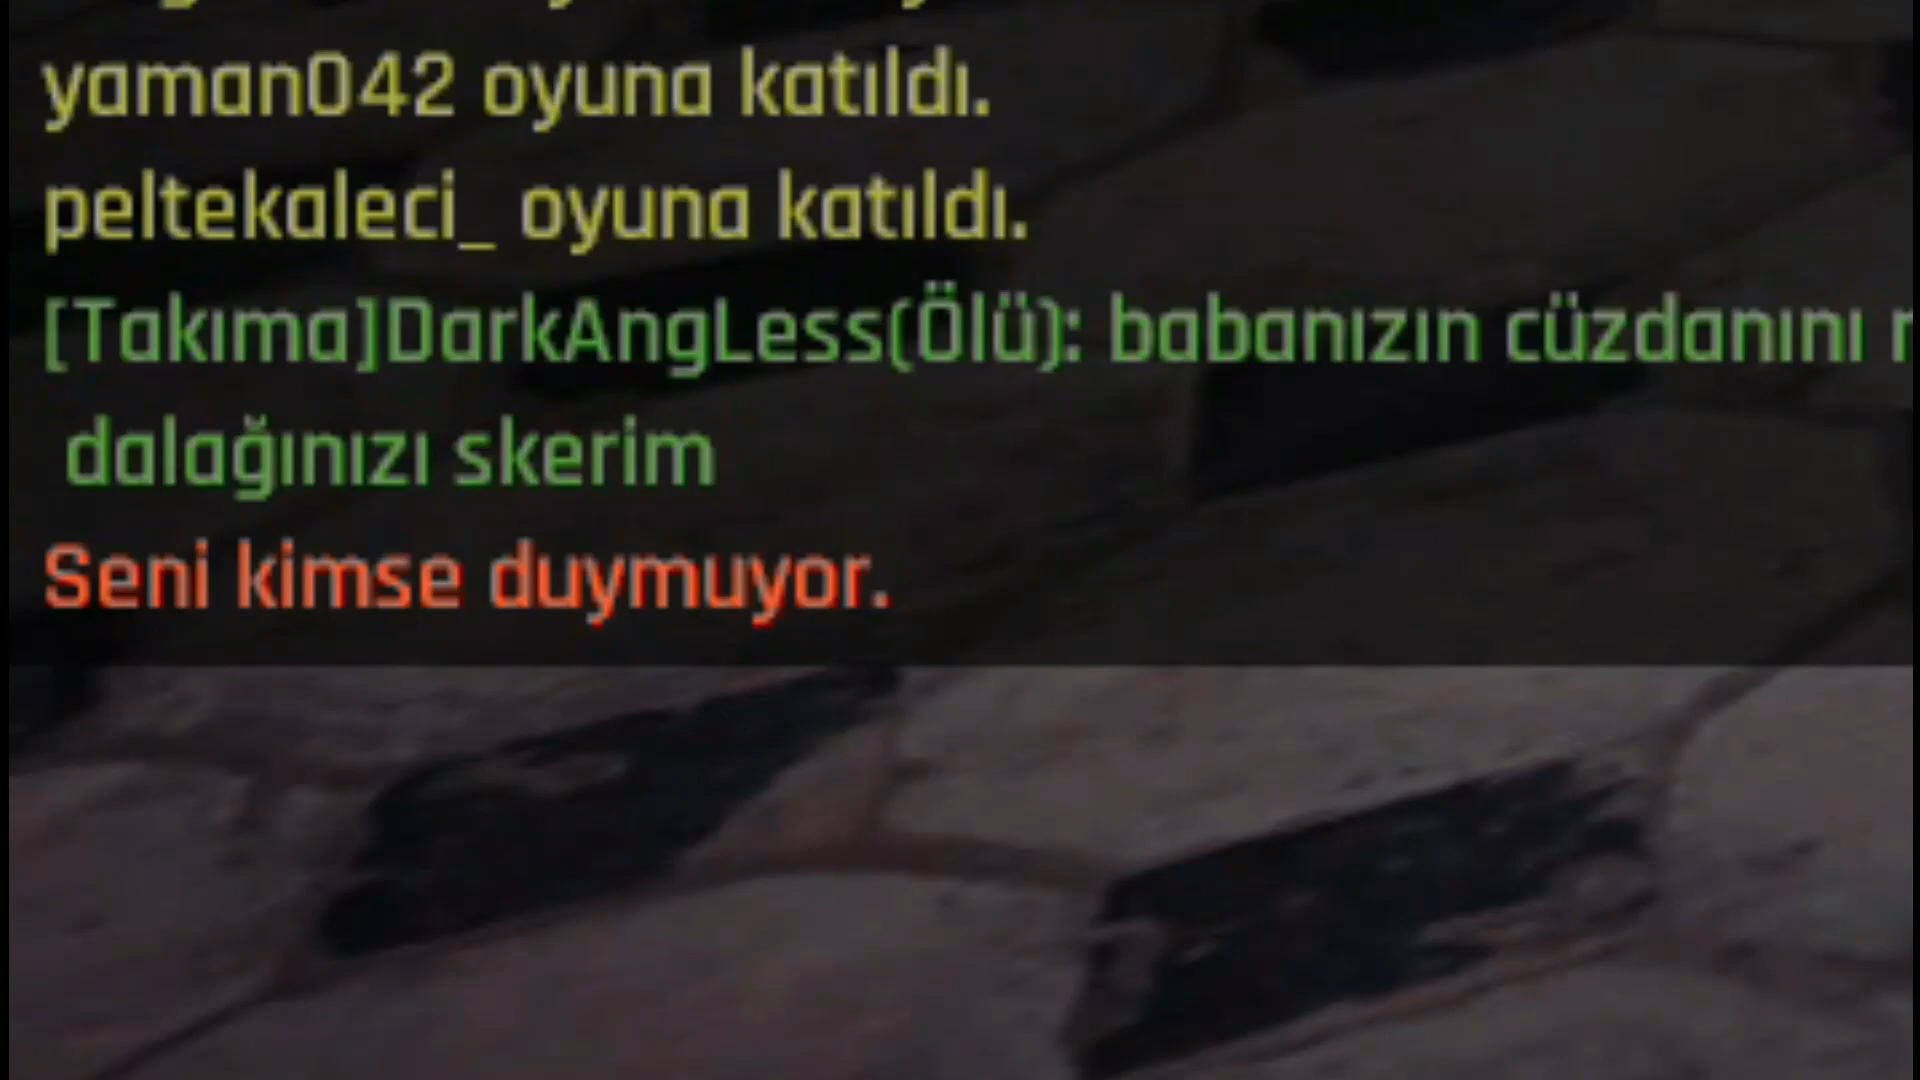 yaman042 oyuna katıldı.
peltekaleci_ oyuna katıldı.
[Takıma]DarkAngLess(Ölü): babanızın cüzdanını
dalağınızı skerim
Seni kimse duymuyor.